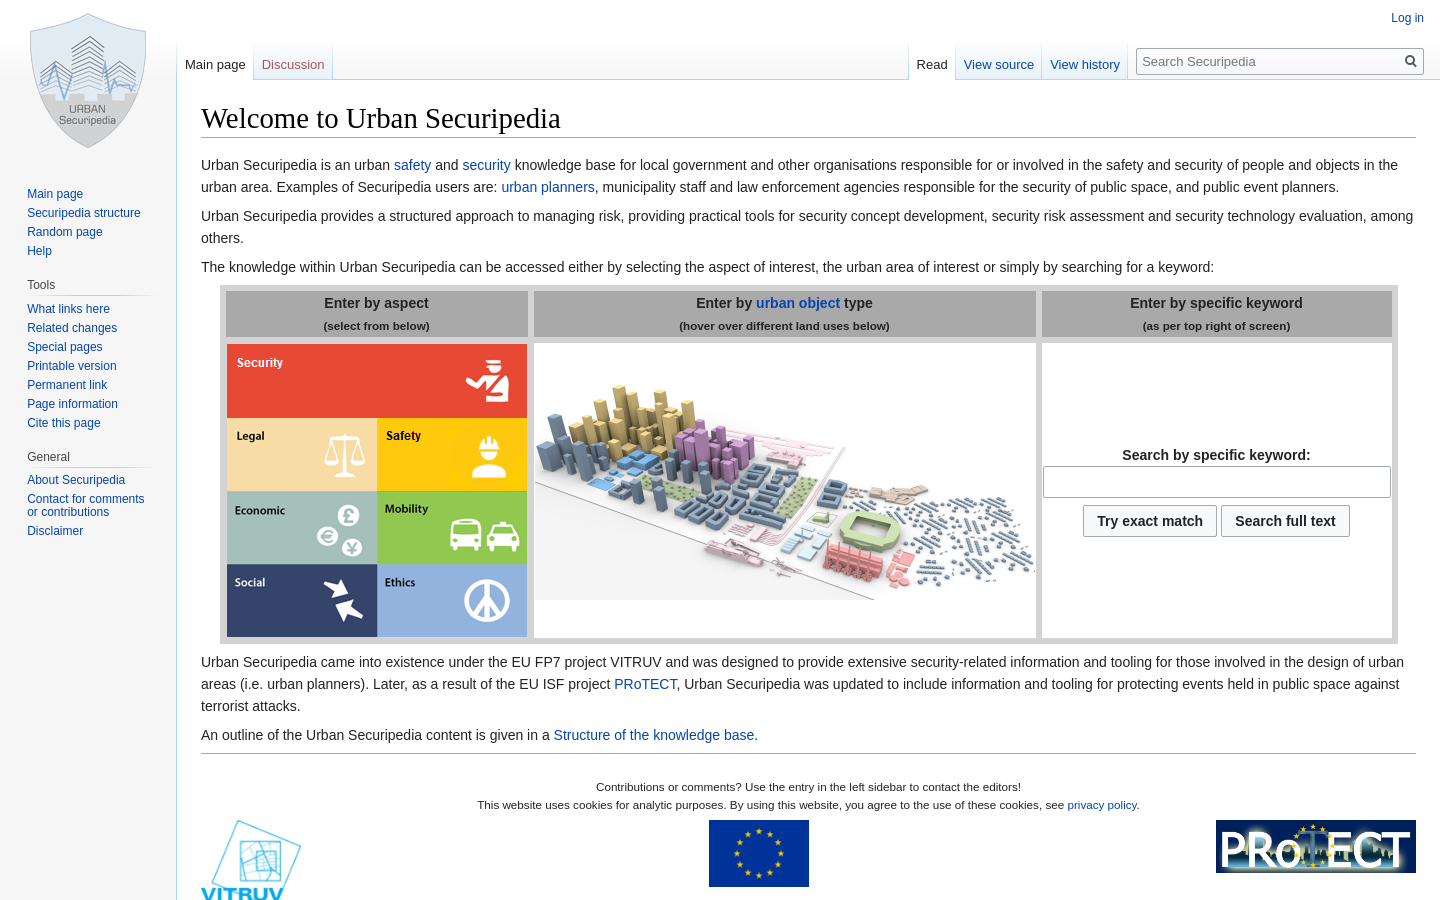 Log in
URBAN
Securipedia
Main page
Discussion
Read
View source
View history
Search Securipedia
Main page
Securipedia structure
Random page
Help
Tools
What links here
Related changes
Special pages
Printable version
Permanent link
Page information
Cite this page
General
About Securipedia
Contact for comments
or contributions
Disclaimer
Welcome to Urban Securipedia
Urban Securipedia is an urban safety and security knowledge base for local government and other organisations responsible for or involved in the safety and security of people and objects in the
urban area. Examples of Securipedia users are: urban planners, municipality staff and law enforcement agencies responsible for the security of public space, and public event planners.
Urban Securipedia provides a structured approach to managing risk, providing practical tools for security concept development, security risk assessment and security technology evaluation, among
others.
The knowledge within Urban Securipedia can be accessed either by selecting the aspect of interest, the urban area of interest or simply by searching for a keyword:
Enter by aspect
(select from below)
Enter by urban object type
(hover over different land uses below)
Enter by specific keyword
(as per top right of screen)
Security
Legal
Safety
Economic
Mobility
Social
Ethics
Search by specific keyword:
Try exact match
Search full text
Urban Securipedia came into existence under the EU FP7 project VITRUV and was designed to provide extensive security-related information and tooling for those involved in the design of urban
areas (i.e. urban planners). Later, as a result of the EU ISF project PRoTECT, Urban Securipedia was updated to include information and tooling for protecting events held in public space against
terrorist attacks.
An outline of the Urban Securipedia content is given in a Structure of the knowledge base.
Contributions or comments? Use the entry in the left sidebar to contact the editors!
This website uses cookies for analytic purposes. By using this website, you agree to the use of these cookies, see privacy policy.
VITRUV
PRoTECT